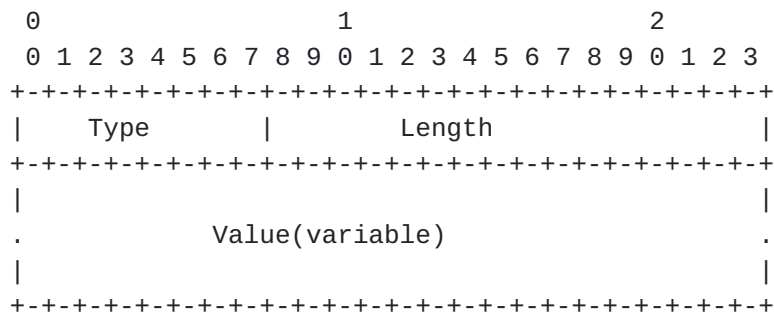 0                   1                   2
0 1 2 3 4 5 6 7 8 9 0 1 2 3 4 5 6 7 8 9 0 1 2 3
+-+-+-+-+-+-+-+-+-+-+-+-+-+-+-+-+-+-+-+-+-+-+-+-+
|    Type       |        Length                 |
+-+-+-+-+-+-+-+-+-+-+-+-+-+-+-+-+-+-+-+-+-+-+-+-+
|                                               |
.            Value(variable)                    .
|                                               |
+-+-+-+-+-+-+-+-+-+-+-+-+-+-+-+-+-+-+-+-+-+-+-+-+